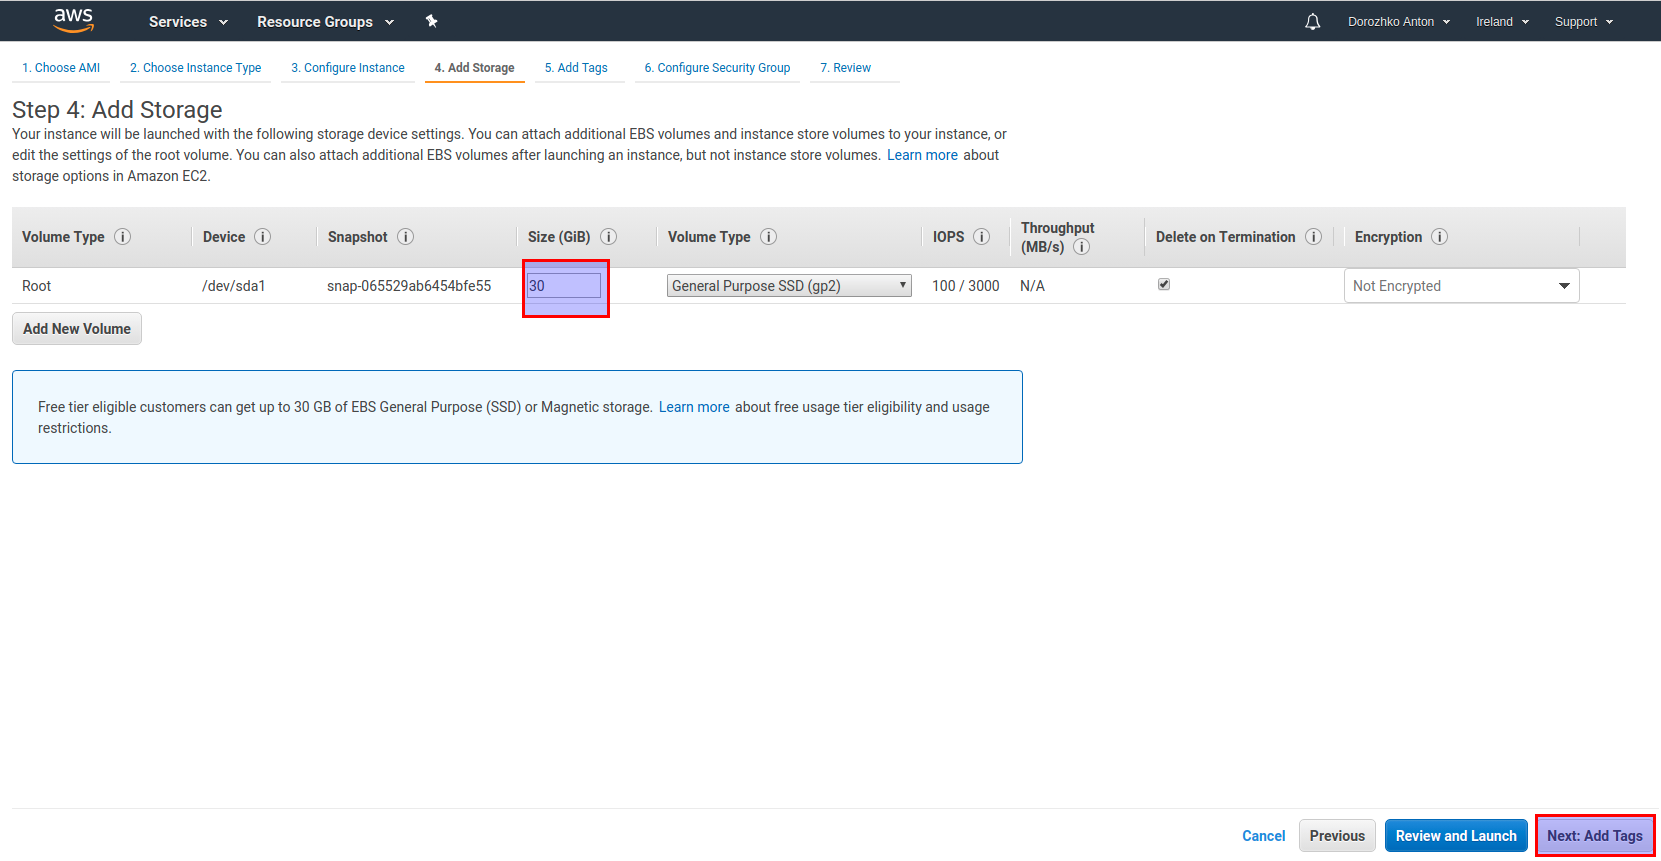 aws Services Resource Groups Dorozhko Anton Ireland Support
1. Choose AMI 2. Choose Instance Type 3. Configure Instance 4. Add Storage 5. Add Tags 6. Configure Security Group 7. Review
Step 4: Add Storage
Your instance will be launched with the following storage device settings. You can attach additional EBS volumes and instance store volumes to your instance, or
edit the settings of the root volume. You can also attach additional EBS volumes after launching an instance, but not instance store volumes. Learn more about
storage options in Amazon EC2.
Volume Type i Device i Snapshot i Size (GiB) i Volume Type i IOPS i Throughput (MB/s) i Delete on Termination i Encryption i
Root /dev/sda1 snap-065529ab6454bfe55 30 General Purpose SSD (gp2) 100 / 3000 N/A Not Encrypted
Add New Volume
Free tier eligible customers can get up to 30 GB of EBS General Purpose (SSD) or Magnetic storage. Learn more about free usage tier eligibility and usage
restrictions.
Cancel Previous Review and Launch Next: Add Tags